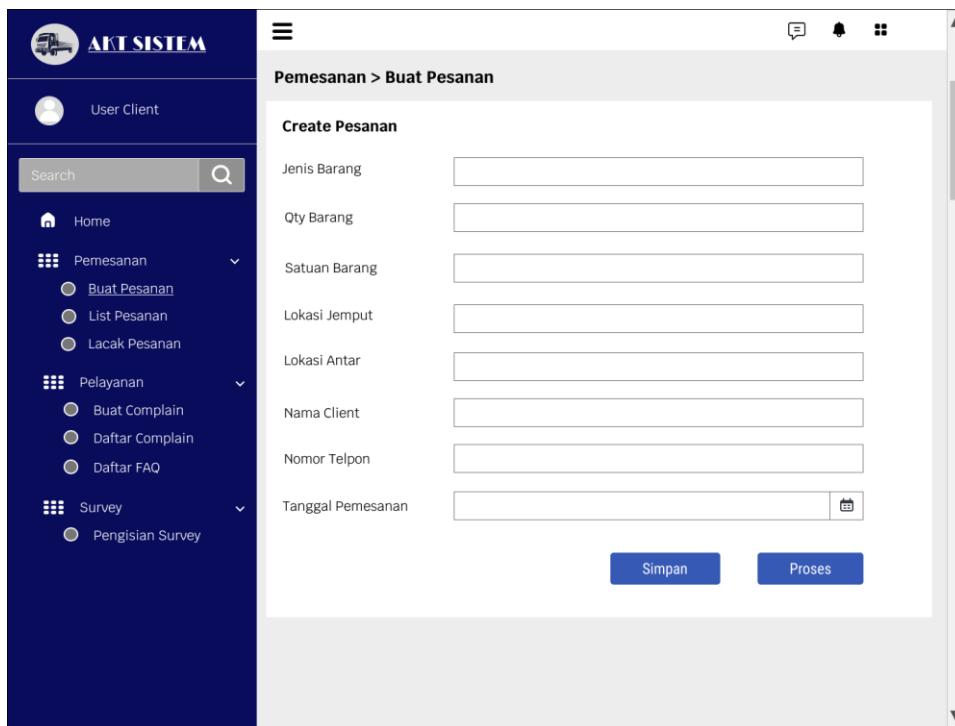 AKT SISTEM
User Client
Search
Home
Pemesanan
Buat Pesanan
List Pesanan
Lacak Pesanan
Pelayanan
Buat Complain
Daftar Complain
Daftar FAQ
Survey
Pengisian Survey
Pemesanan > Buat Pesanan
Create Pesanan
Jenis Barang
Qty Barang
Satuan Barang
Lokasi Jemput
Lokasi Antar
Nama Client
Nomor Telpon
Tanggal Pemesanan
Simpan Proses